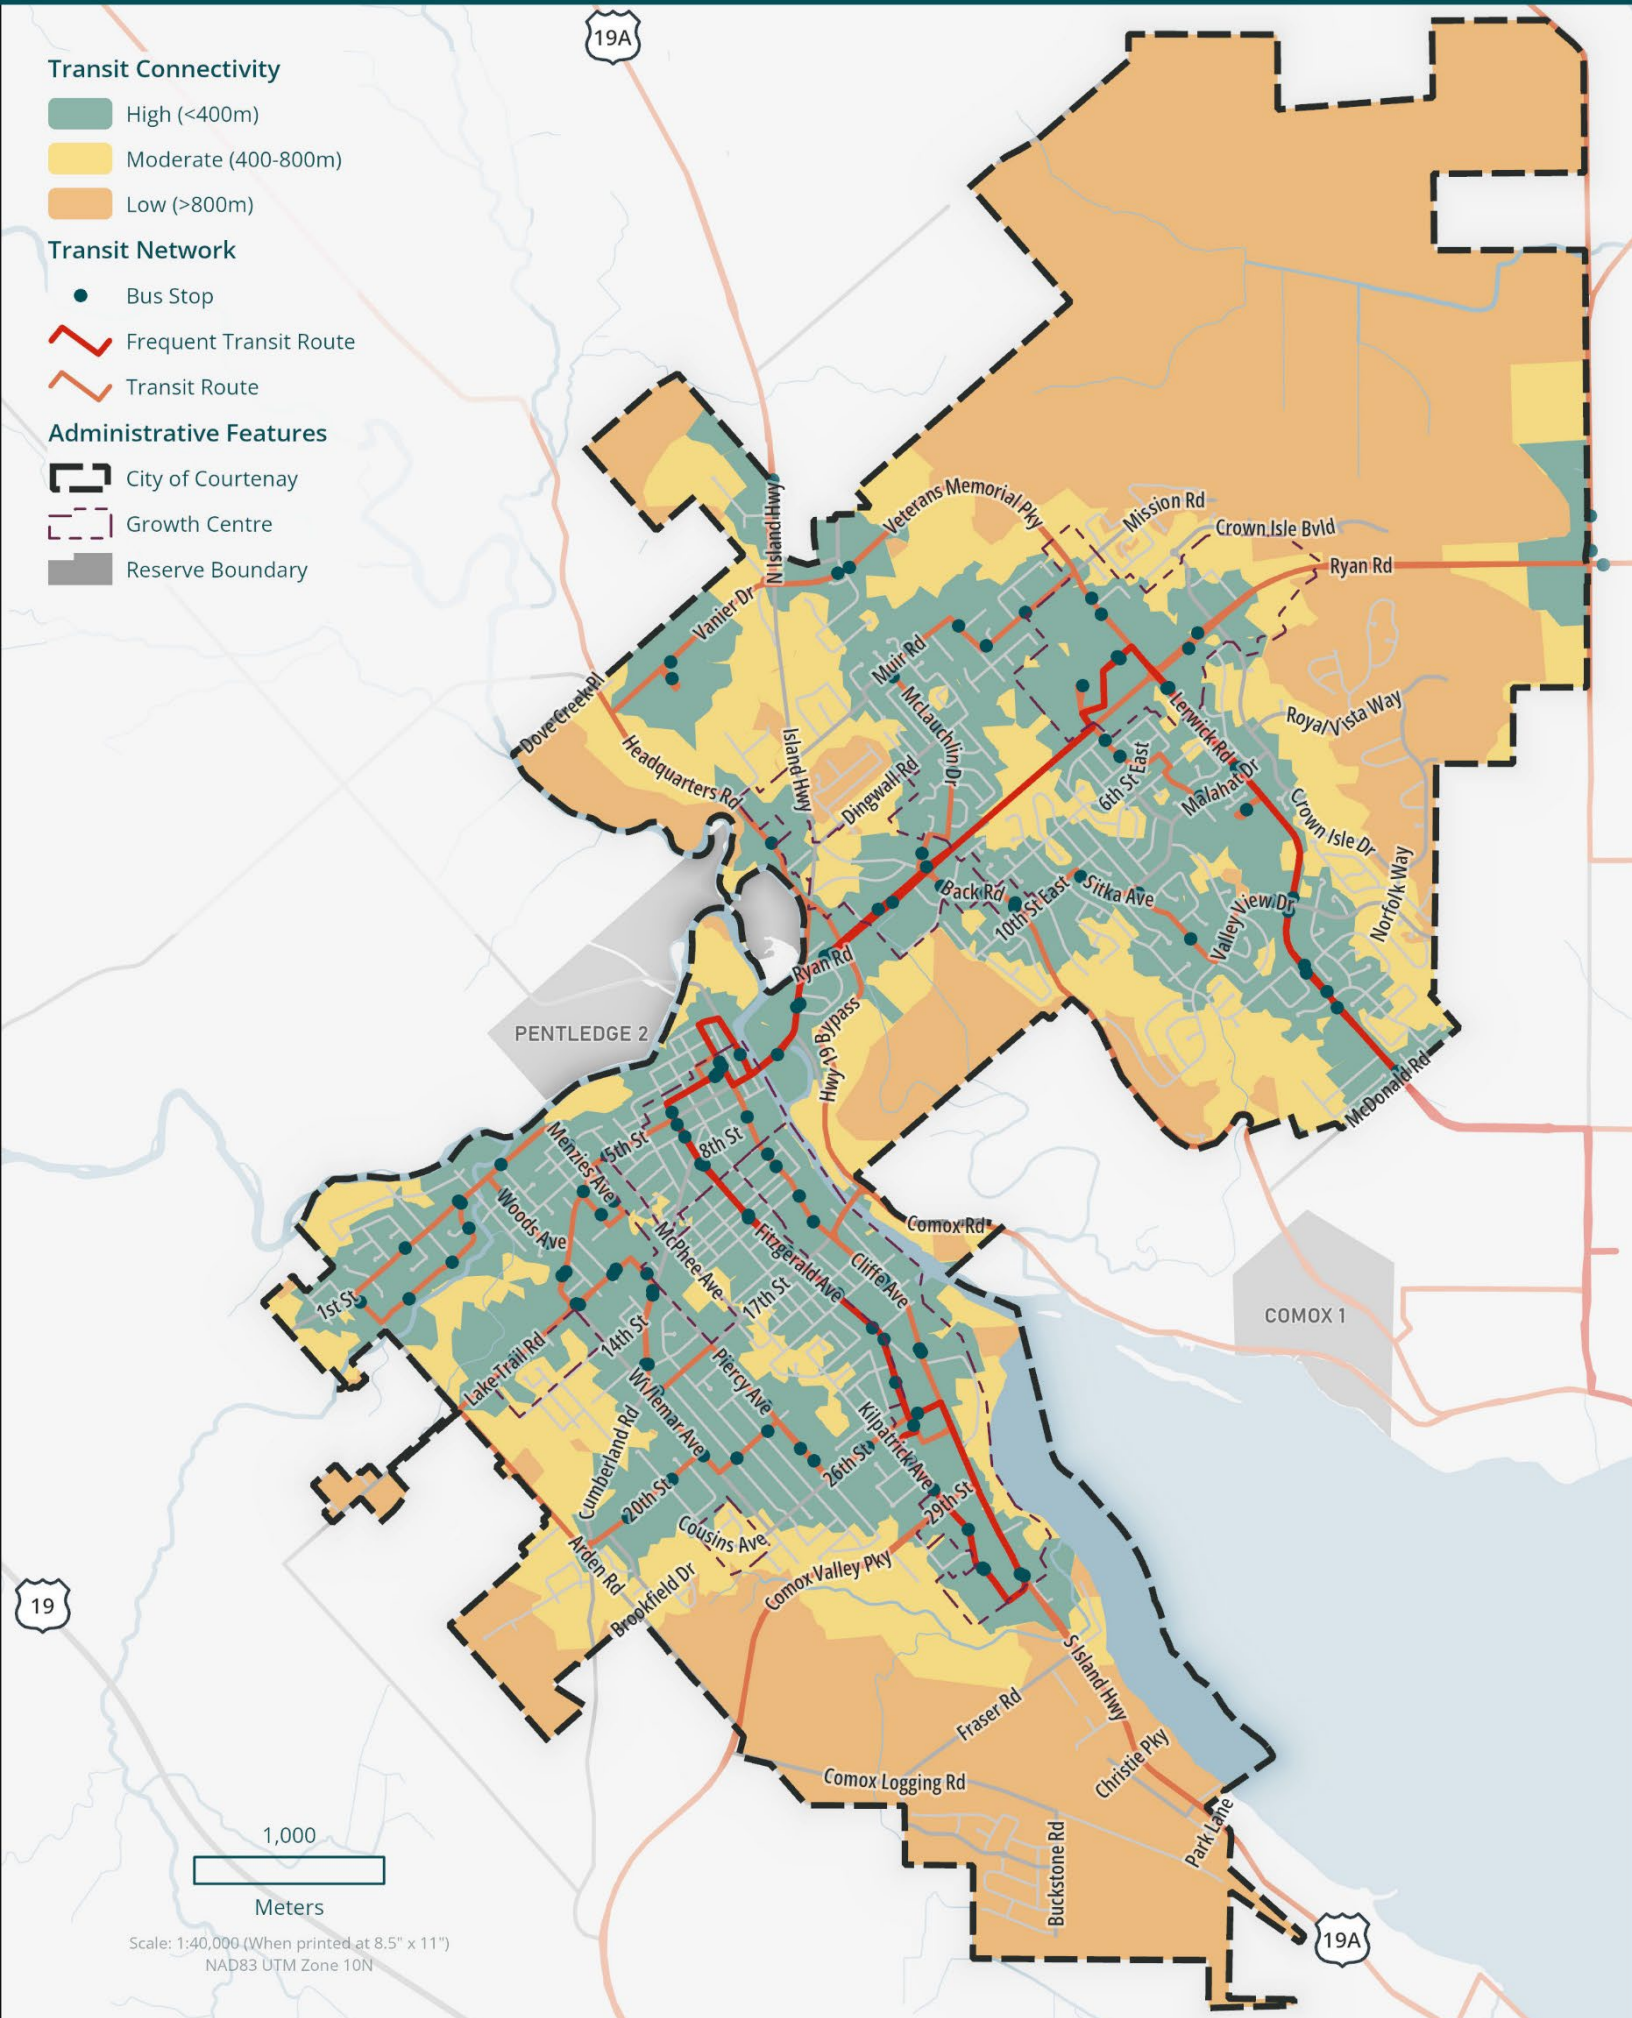 Transit Connectivity
High (<400m)
Moderate (400-800m)
Low (>800m)
Transit Network
Bus Stop
Frequent Transit Route
Transit Route
Administrative Features
City of Courtenay
Growth Centre
Reserve Boundary
19A
Mission Rd
Veterans Memorial Pky
Crown Isle Bvld
N Island Hwy
Ryan Rd
Vanier Dr
Muir Rd
Dove Creek Pl
McLauchlin Dr
Lerwick Rd
Royal Vista Way
Headquarters Rd
Island Hwy
Dingwall Rd
6th St East
Malahat Dr
Crown Isle Dr
Back Rd
10th St East
Sitka Ave
Valley View Dr
Norfolk Way
Ryan Rd
PENTLEDGE 2
Hwy 19 Bypass
McDonald Rd
Menzies Ave
5th St
8th St
Woods Ave
McPhee Ave
Fitzgerald Ave
Cliffe Ave
Comox Rd
1st St
17th St
14th St
COMOX 1
Lake Trail Rd
Piercy Ave
Willemar Ave
Kilpatrick Ave
Cumberland Rd
26th St
20th St
29th St
Cousins Ave
Arden Rd
Comox Valley Pky
Brookfield Dr
19
S Island Hwy
Fraser Rd
Christie Pky
Comox Logging Rd
Park Lane
Buckstone Rd
19A
1,000
Meters
Scale: 1:40,000 (When printed at 8.5" x 11")
NAD83 UTM Zone 10N